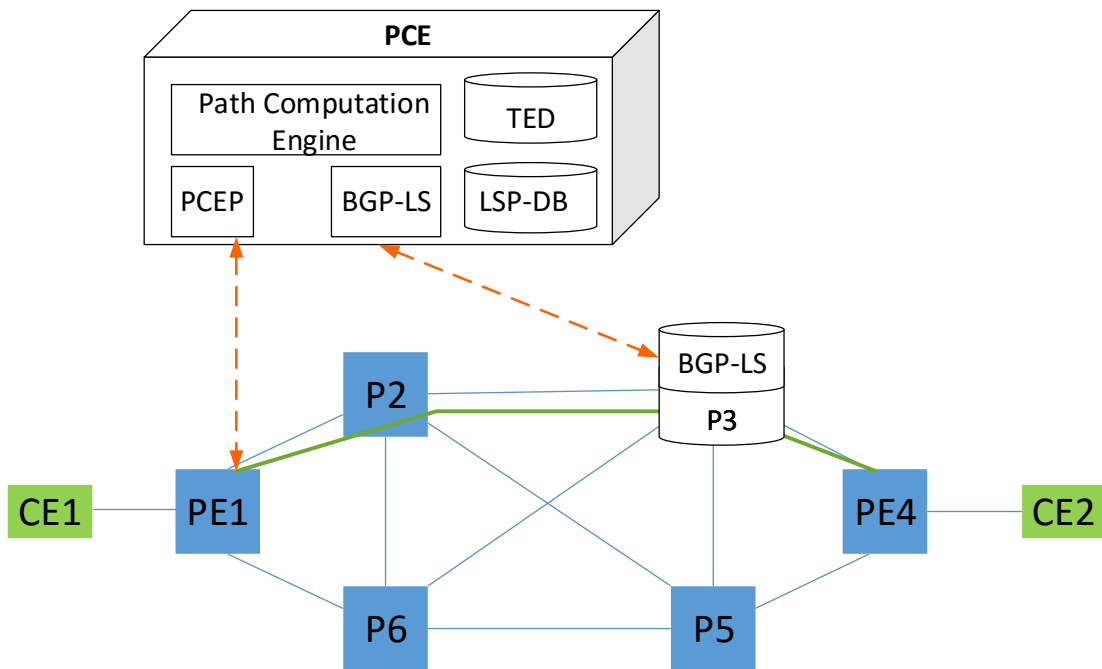 PCE
Path Computation
Engine
TED
PCEP
BGP-LS
LSP-DB
BGP-LS
P2
P3
CE1
PE1
PE4
CE2
P6
P5